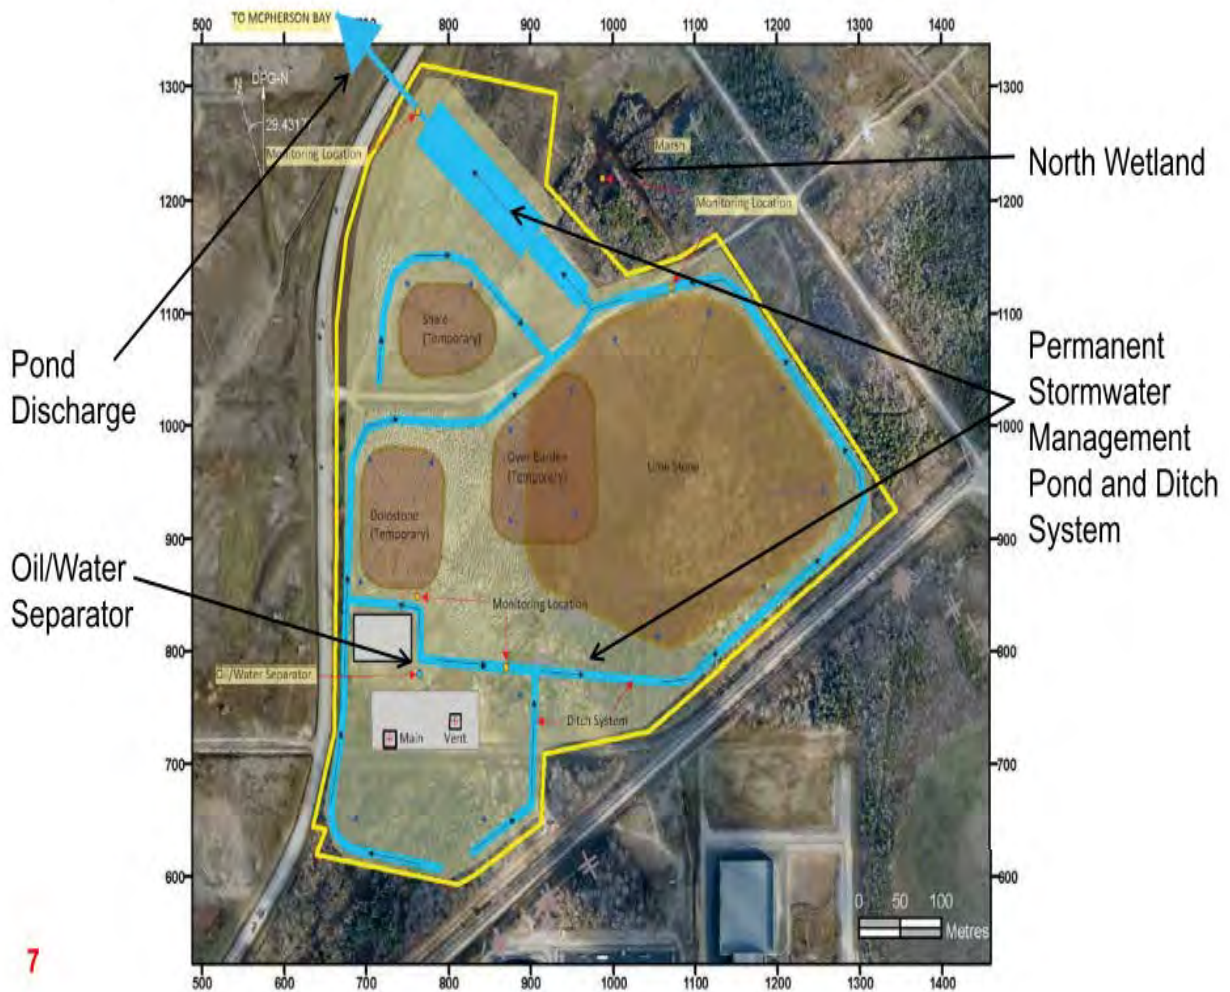 TO MCPHERSON BAY
500 600 700 800 900 1000 1100 1200 1300 1400
1300
1200
1100
1000
900
800
700
600
1300
1200
1100
1000
900
800
700
600
N
DPG-N
Monitoring Location
Marsh
Monitoring Location
North Wetland
Pond
Discharge
Shale
(Temporary)
Permanent
Stormwater
Management
Pond and Ditch
System
Over Burden
(Temporary)
Lime Stone
Dolostone
(Temporary)
Oil/Water
Separator
Monitoring Location
Oil/Water Separator
Ditch System
Main
Vent
0 50 100
Metres
500 600 700 800 900 1000 1100 1200 1300 1400
7